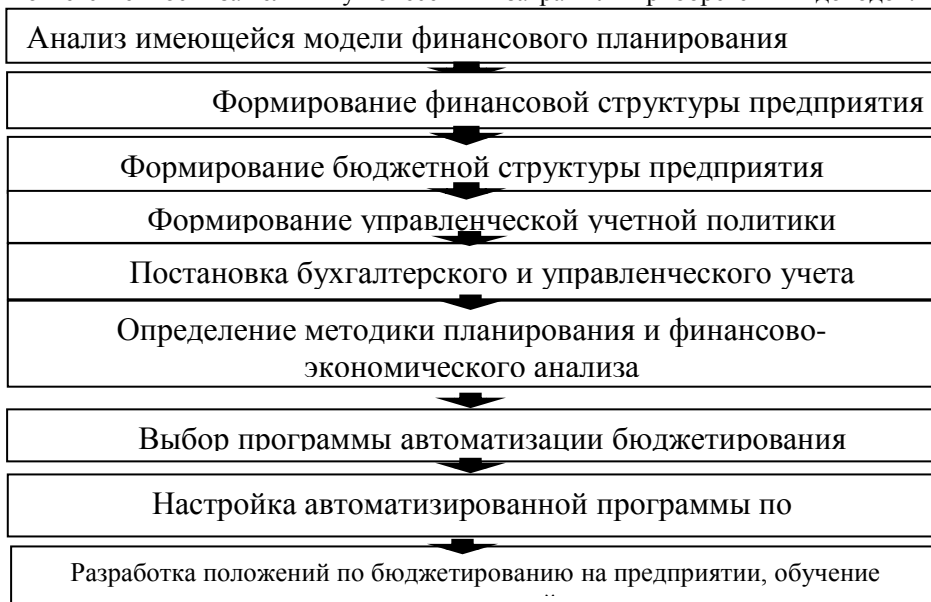 Анализ имеющейся модели финансового планирования
Формирование финансовой структуры предприятия
Формирование бюджетной структуры предприятия
Формирование управленческой учетной политики
Постановка бухгалтерского и управленческого учета
Определение методики планирования и финансово-
экономического анализа
Выбор программы автоматизации бюджетирования
Настройка автоматизированной программы по
Разработка положений по бюджетированию на предприятии, обучение